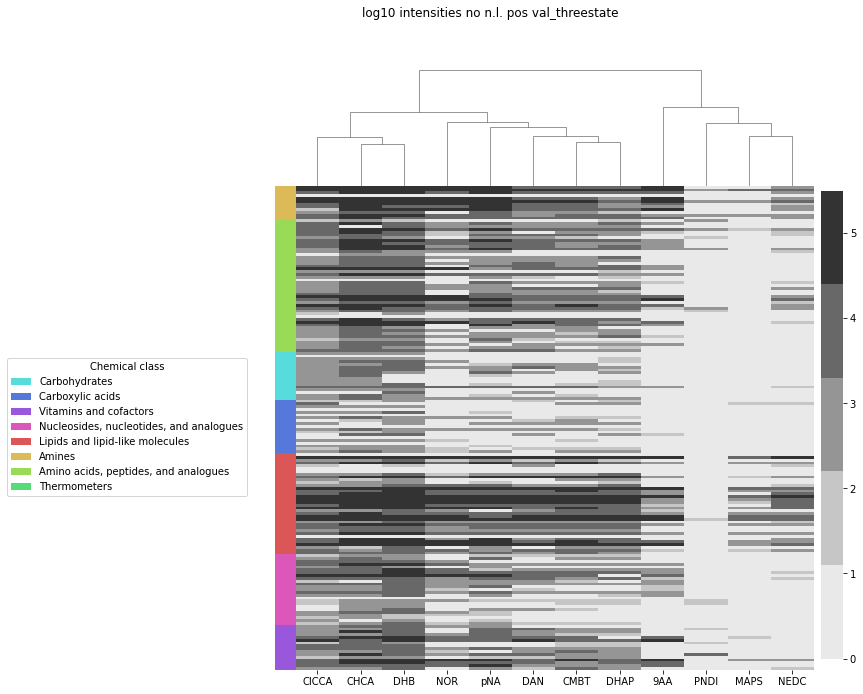 log10 intensities no n.l. pos val_threestate
Chemical class
Carbohydrates
Carboxylic acids
Vitamins and cofactors
Nucleosides, nucleotides, and analogues
Lipids and lipid-like molecules
Amines
Amino acids, peptides, and analogues
Thermometers
5
4
3
2
1
0
ClCCA CHCA DHB NOR pNA DAN CMBT DHAP 9AA PNDI MAPS NEDC